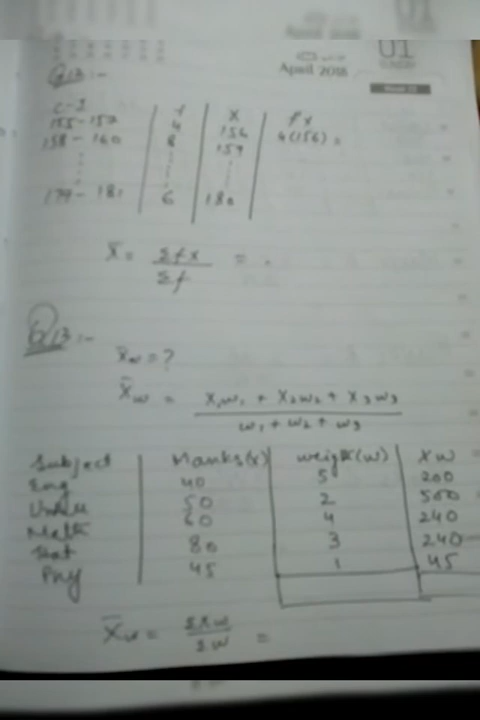 01
April 2018
C-I f X fX
155-157 4 156 4(156) =
158-160 8 159
179-181 6 180
X̄ = Σfx / Σf =
Q13:-
X̄w = ?
X̄w = X₁w₁ + X₂w₂ + X₃w₃ / w₁ + w₂ + w₃
Subject Marks(x) weight(w) XW
Eng 40 5 200
Urdu 50 2 500
Math 60 4 240
Stat 80 3 240
Phy 45 1 45
X̄w = ΣXw / Σw =